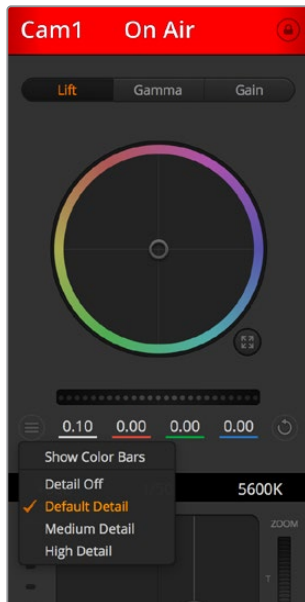 Cam1 On Air
Lift Gamma Gain
0.10 0.00 0.00 0.00
Show Color Bars
Detail Off
5600K
Default Detail
Medium Detail
High Detail
ZOOM
T